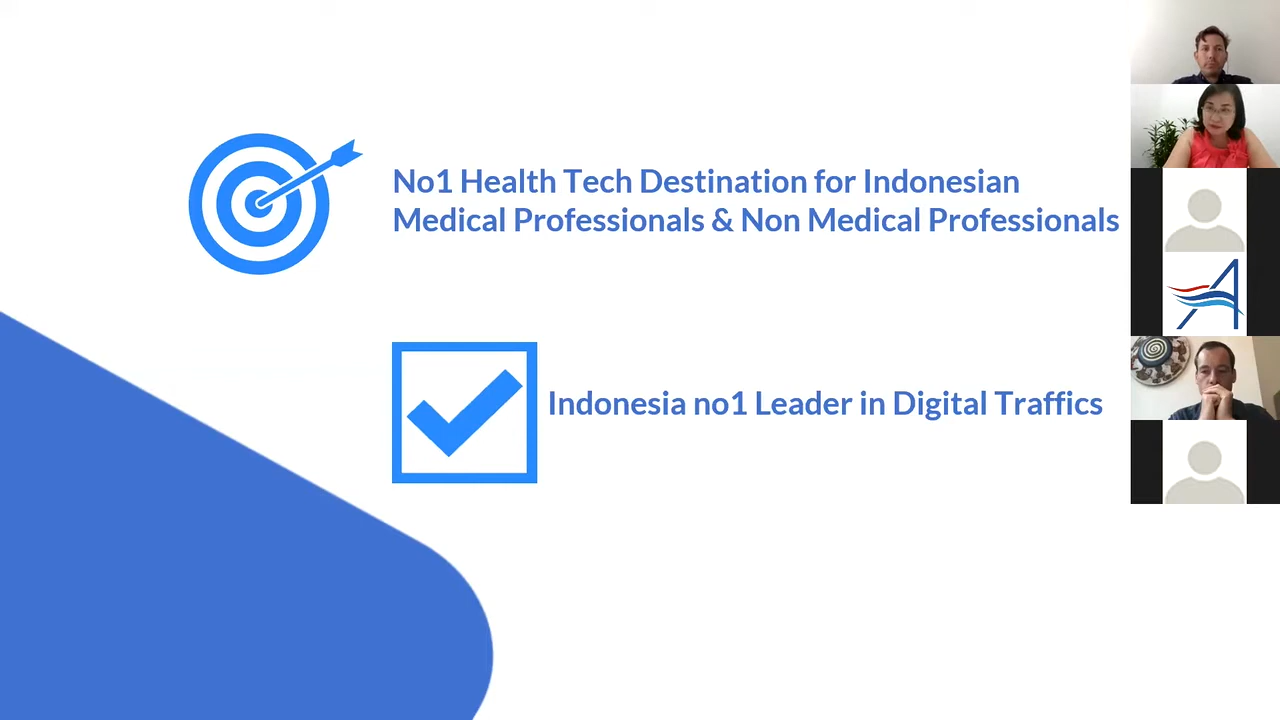 No1 Health Tech Destination for Indonesian
Medical Professionals & Non Medical Professionals
Indonesia no1 Leader in Digital Traffics